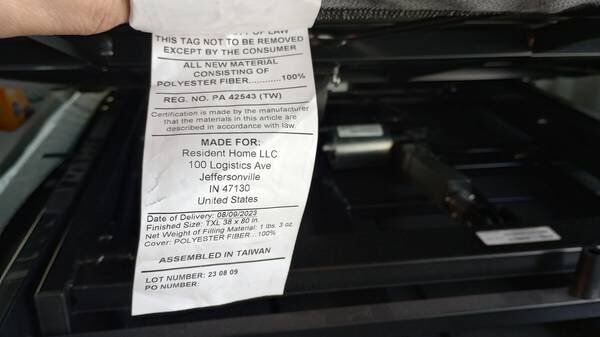 OF LAW
THIS TAG NOT TO BE REMOVED
EXCEPT BY THE CONSUMER
ALL NEW MATERIAL
CONSISTING OF
POLYESTER FIBER............100%
REG. NO. PA 42543 (TW)
Certification is made by the manufacturer
that the materials in this article are
described in accordance with law.
MADE FOR:
Resident Home LLC
100 Logistics Ave
Jeffersonville
IN 47130
United States
Date of Delivery: 08/09/2023
Finished Size: TXL 38 x 80 in.
Net Weight of Filling Material: 1 lbs. 3 oz.
Cover: POLYESTER FIBER...100%
ASSEMBLED IN TAIWAN
LOT NUMBER: 23 08 09
PO NUMBER: